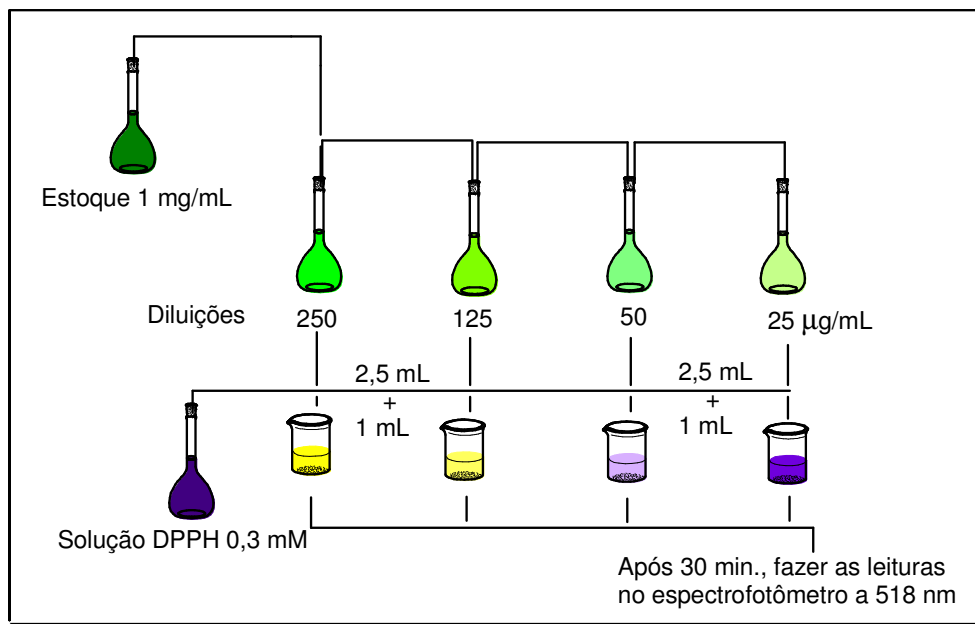 Estoque 1 mg/mL
Diluições
250
125
50
25 µg/mL
2,5 mL
+
1 mL
2,5 mL
+
1 mL
Solução DPPH 0,3 mM
Após 30 min., fazer as leituras
no espectrofotômetro a 518 nm